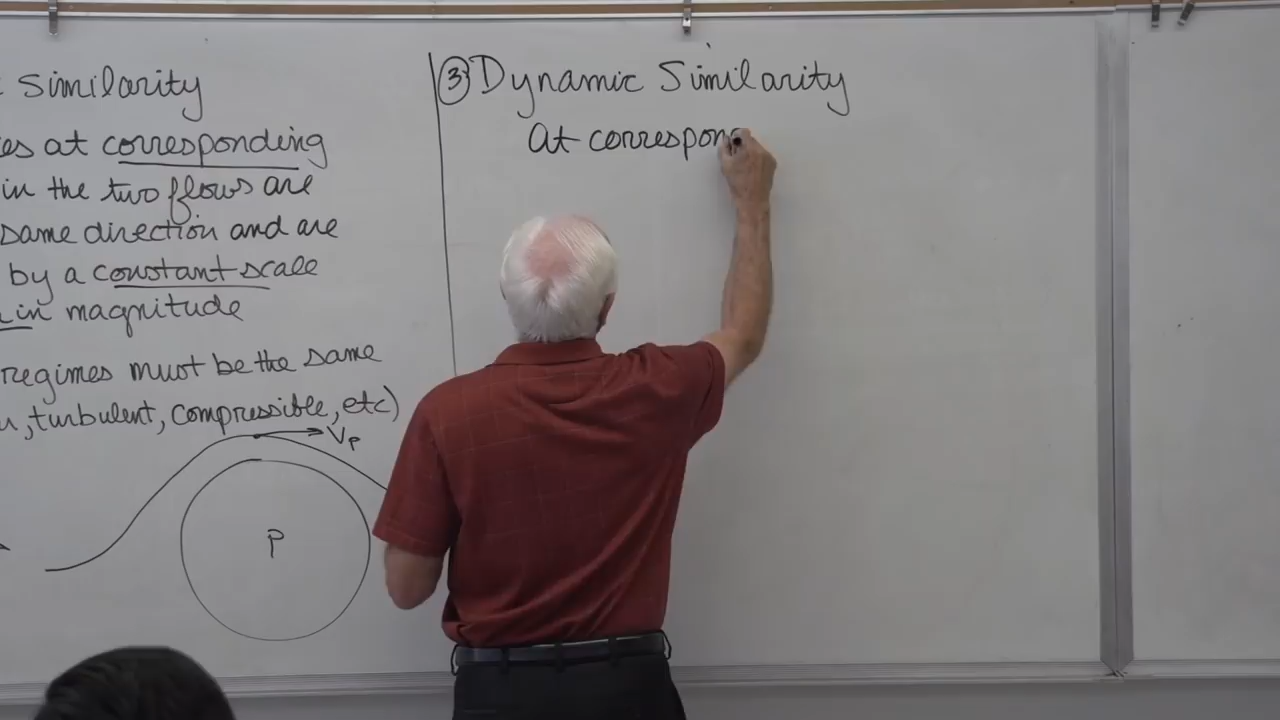 Similarity
at corresponding
in the two flows are
same direction and are
by a constant scale
in magnitude
regimes must be the same
, turbulent, compressible, etc)
Vp
P
③ Dynamic Similarity
At correspon